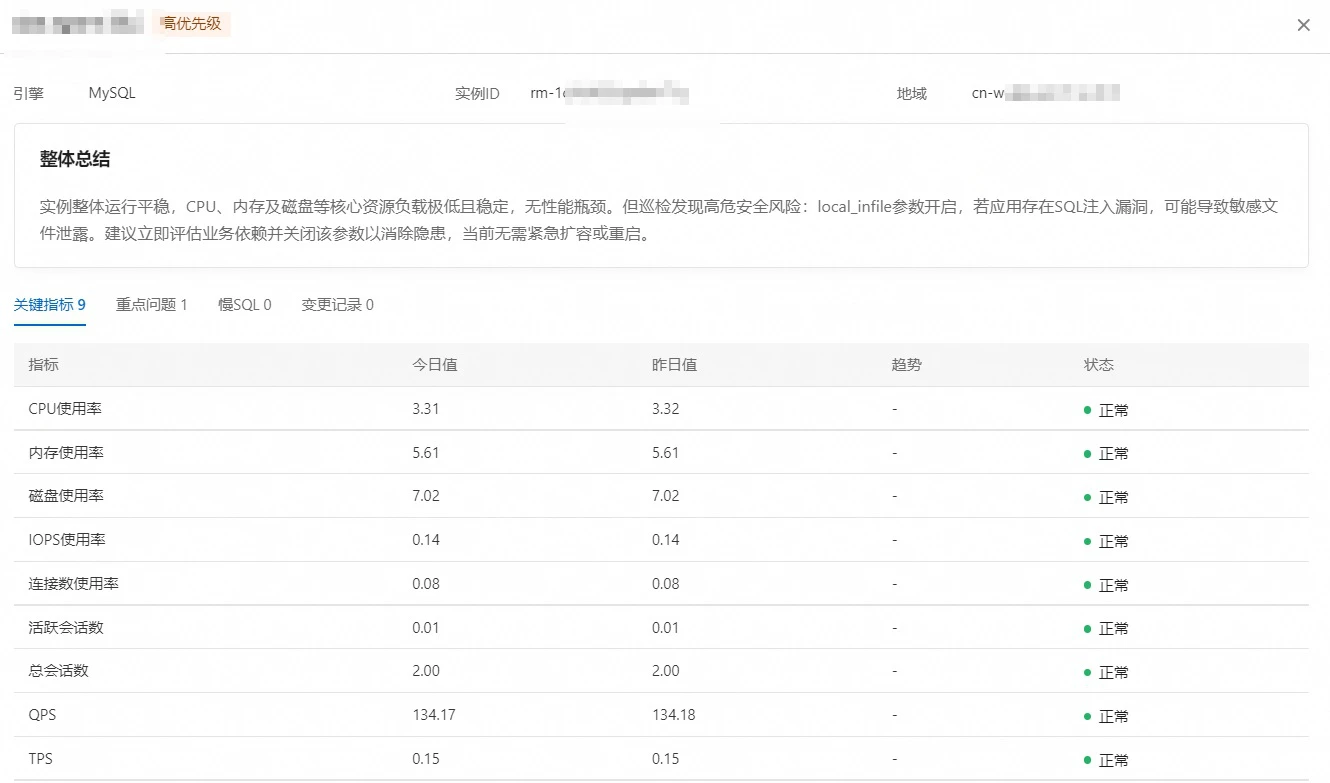 高优先级
引擎 MySQL 实例ID rm-1 地域 cn-w
整体总结
实例整体运行平稳，CPU、内存及磁盘等核心资源负载极低且稳定，无性能瓶颈。但巡检发现高危安全风险：local_infile参数开启，若应用存在SQL注入漏洞，可能导致敏感文
件泄露。建议立即评估业务依赖并关闭该参数以消除隐患，当前无需紧急扩容或重启。
关键指标 9 重点问题 1 慢SQL 0 变更记录 0
指标 今日值 昨日值 趋势 状态
CPU使用率 3.31 3.32 - 正常
内存使用率 5.61 5.61 - 正常
磁盘使用率 7.02 7.02 - 正常
IOPS使用率 0.14 0.14 - 正常
连接数使用率 0.08 0.08 - 正常
活跃会话数 0.01 0.01 - 正常
总会话数 2.00 2.00 - 正常
QPS 134.17 134.18 - 正常
TPS 0.15 0.15 - 正常